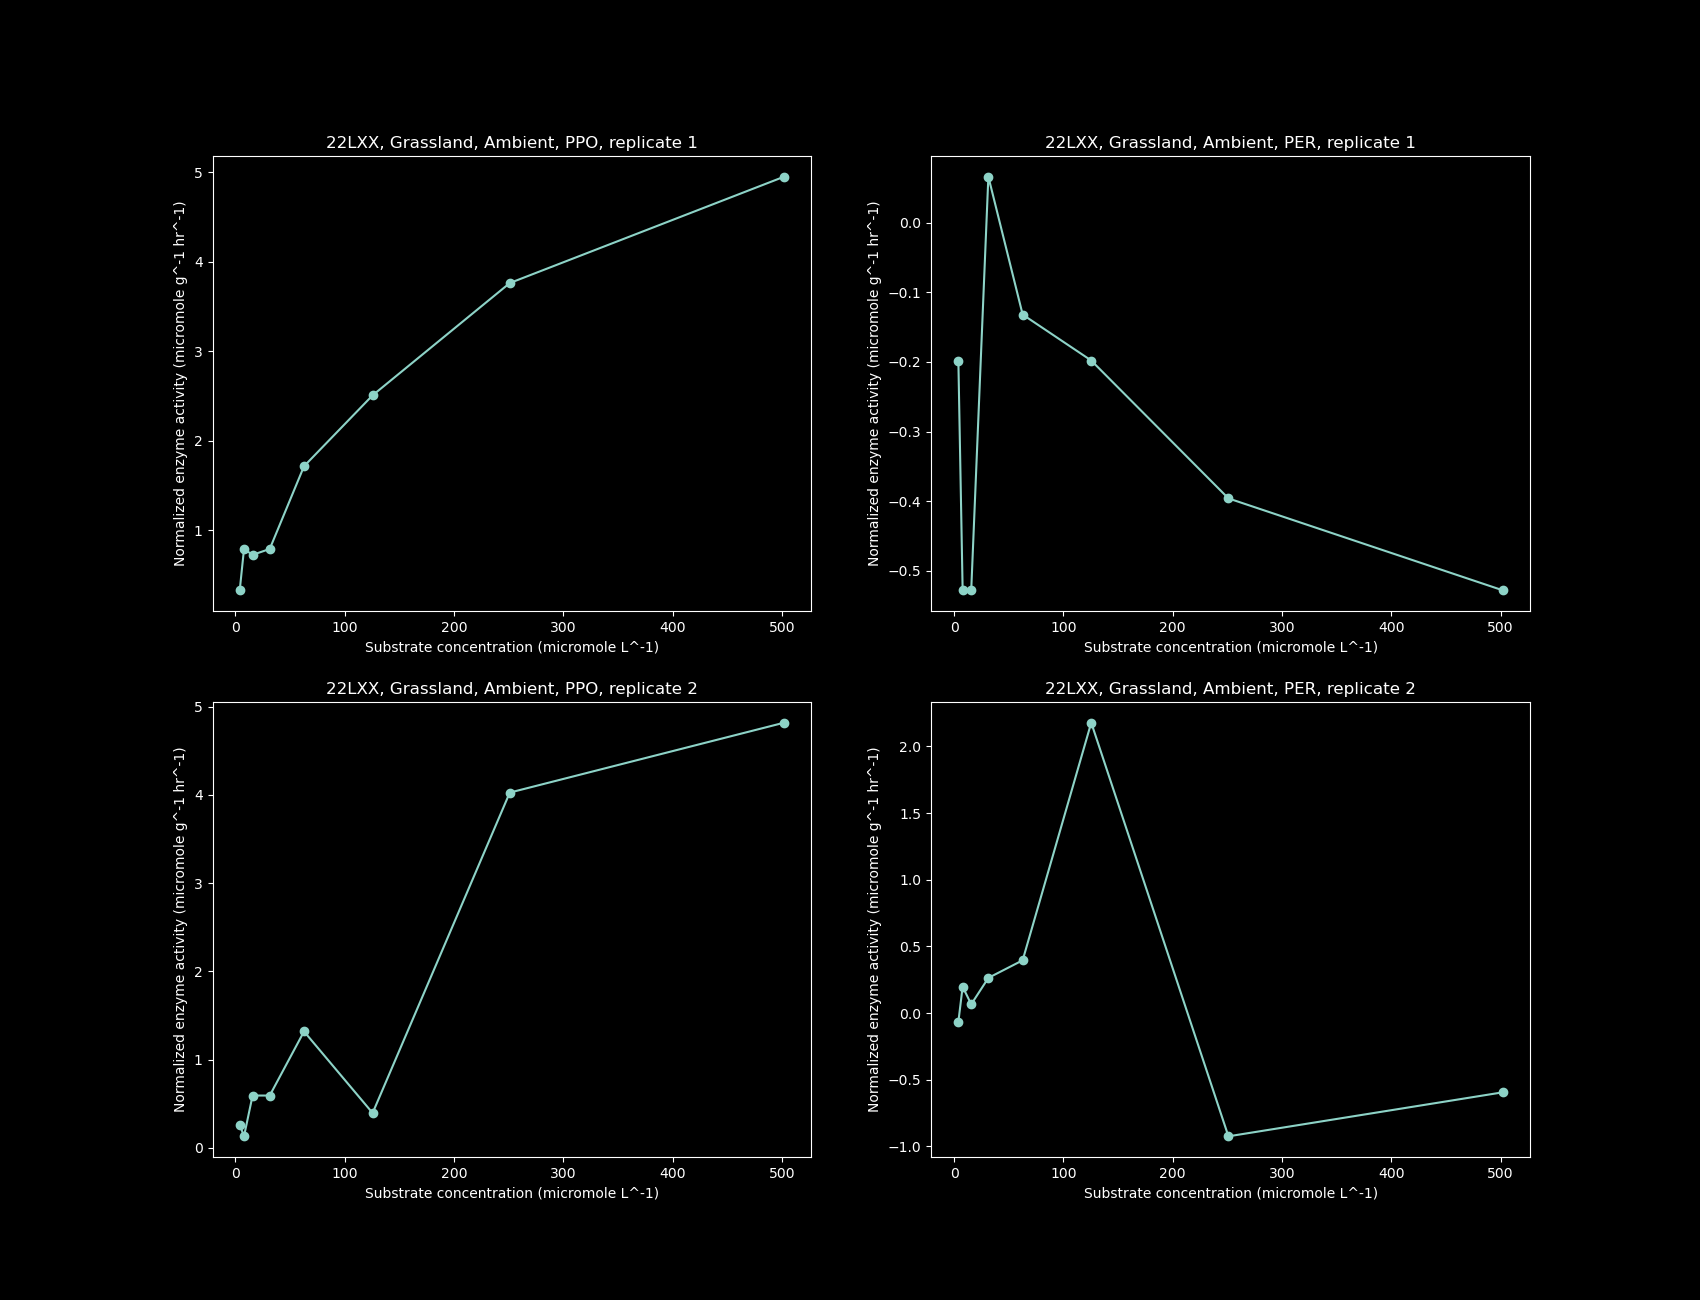 22LXX, Grassland, Ambient, PPO, replicate 1
Normalized enzyme activity (micromole g^-1 hr^-1)
5
4
3
2
1
0 100 200 300 400 500
Substrate concentration (micromole L^-1)
22LXX, Grassland, Ambient, PER, replicate 1
Normalized enzyme activity (micromole g^-1 hr^-1)
0.0
−0.1
−0.2
−0.3
−0.4
−0.5
0 100 200 300 400 500
Substrate concentration (micromole L^-1)
22LXX, Grassland, Ambient, PPO, replicate 2
Normalized enzyme activity (micromole g^-1 hr^-1)
5
4
3
2
1
0
0 100 200 300 400 500
Substrate concentration (micromole L^-1)
22LXX, Grassland, Ambient, PER, replicate 2
Normalized enzyme activity (micromole g^-1 hr^-1)
2.0
1.5
1.0
0.5
0.0
−0.5
−1.0
0 100 200 300 400 500
Substrate concentration (micromole L^-1)